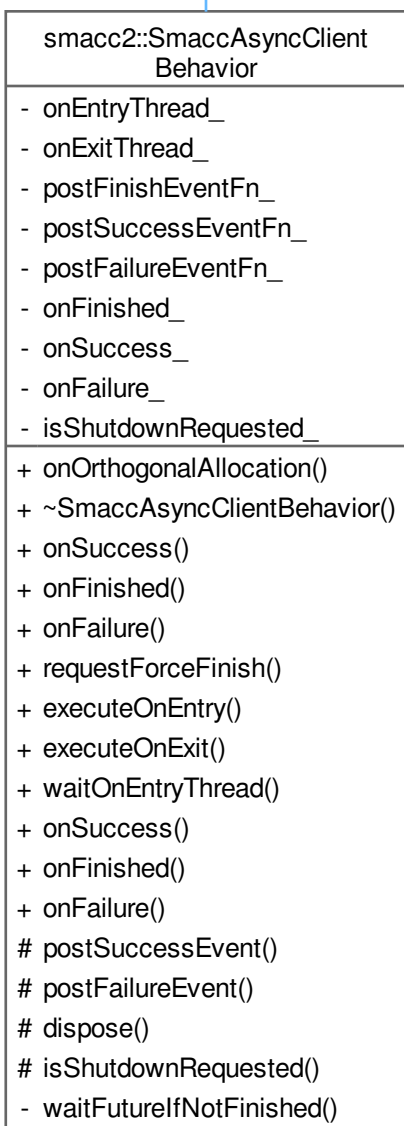 smacc2::SmaccAsyncClient
Behavior
- onEntryThread_
- onExitThread_
- postFinishEventFn_
- postSuccessEventFn_
- postFailureEventFn_
- onFinished_
- onSuccess_
- onFailure_
- isShutdownRequested_
+ onOrthogonalAllocation()
+ ~SmaccAsyncClientBehavior()
+ onSuccess()
+ onFinished()
+ onFailure()
+ requestForceFinish()
+ executeOnEntry()
+ executeOnExit()
+ waitOnEntryThread()
+ onSuccess()
+ onFinished()
+ onFailure()
# postSuccessEvent()
# postFailureEvent()
# dispose()
# isShutdownRequested()
- waitFutureIfNotFinished()